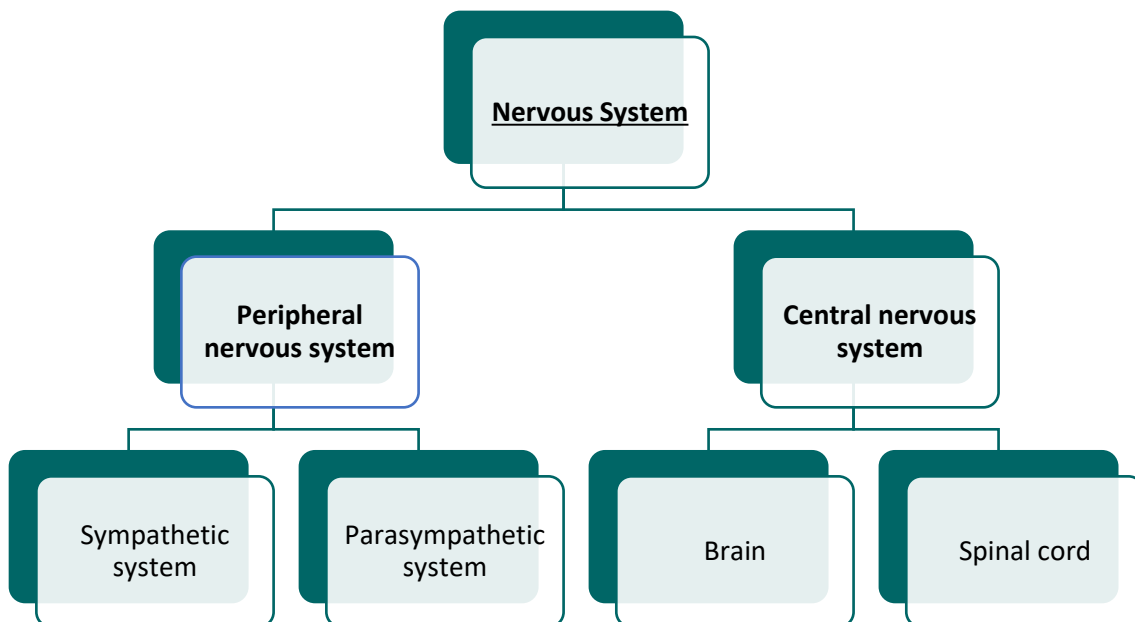 Nervous System
Peripheral
nervous system
Central nervous
system
Sympathetic
system
Parasympathetic
system
Brain
Spinal cord